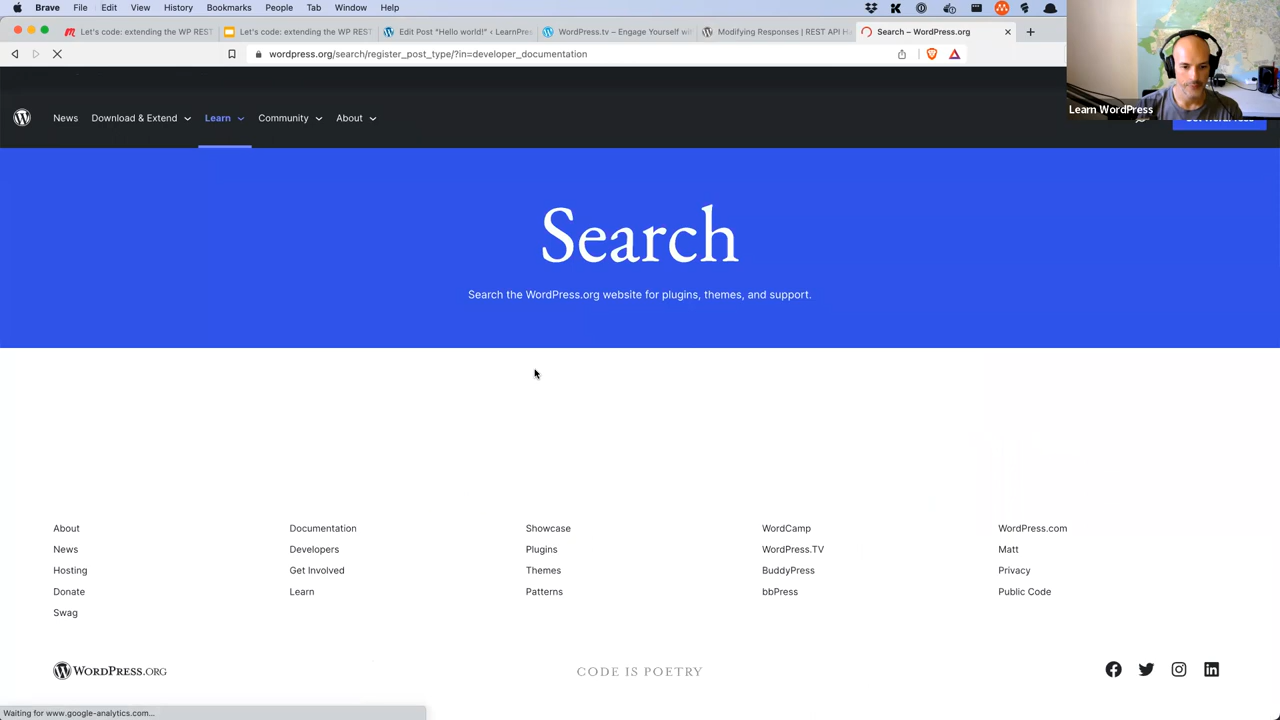 Brave File Edit View History Bookmarks People Tab Window Help
Let's code: extending the WP REST
Let's code: extending the WP REST
Edit Post "Hello world!" ‹ LearnPres
WordPress.tv – Engage Yourself wi
Modifying Responses | REST API H
Search – WordPress.org
wordpress.org/search/register_post_type/?in=developer_documentation
Learn WordPress
News Download & Extend Learn Community About
Get WordPress
Search
Search the WordPress.org website for plugins, themes, and support.
About Documentation Showcase WordCamp WordPress.com
News Developers Plugins WordPress.TV Matt
Hosting Get Involved Themes BuddyPress Privacy
Donate Learn Patterns bbPress Public Code
Swag
WORDPRESS.ORG CODE IS POETRY
Waiting for www.google-analytics.com...